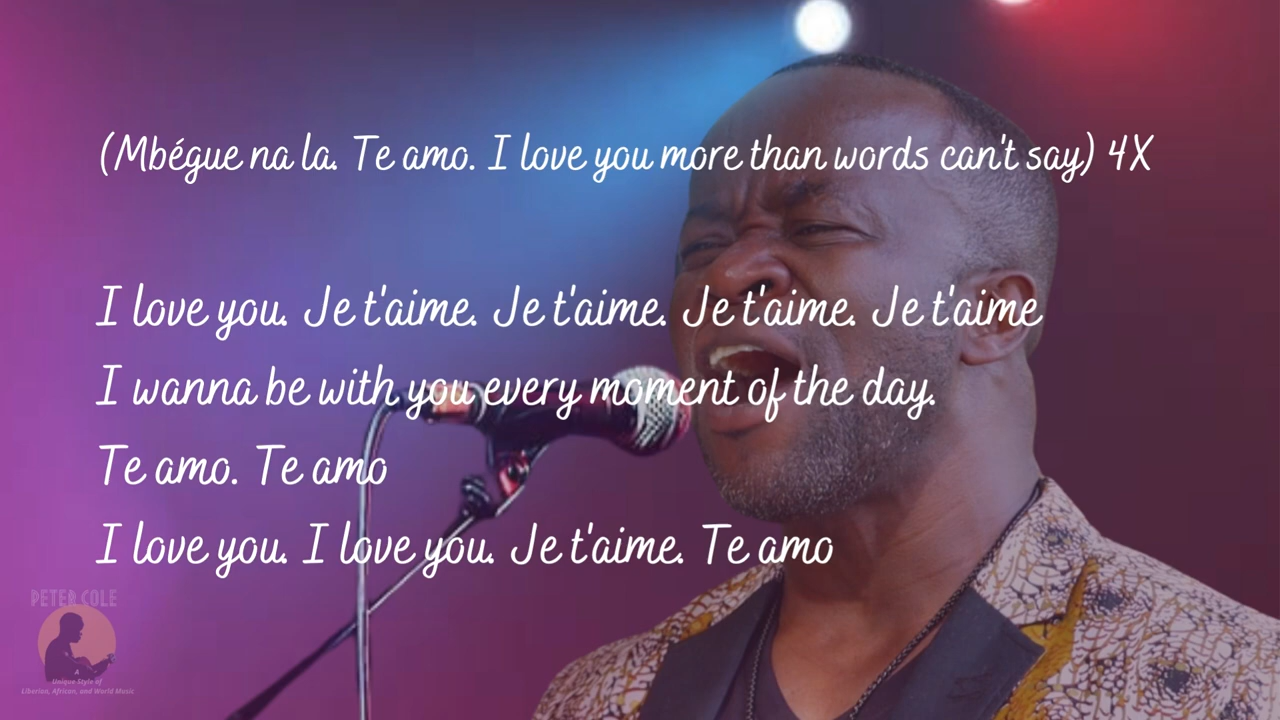 (Mbégue na la. Te amo. I love you more than words can't say) 4X
I love you. Je t'aime. Je t'aime. Je t'aime. Je t'aime
I wanna be with you every moment of the day.
Te amo. Te amo
I love you. I love you. Je t'aime. Te amo
PETER COLE
A
Unique Style of
Liberian, African, and World Music